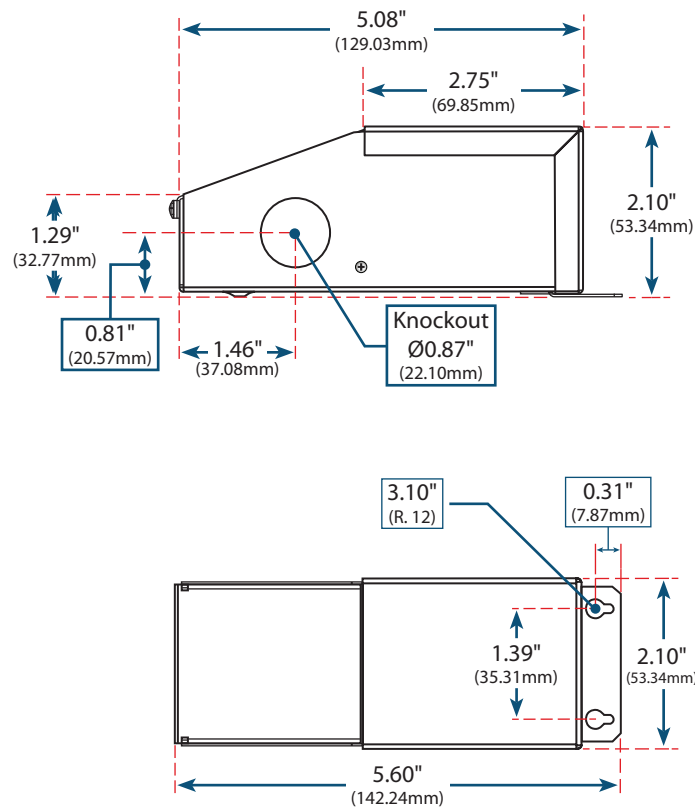 5.08"
(129.03mm)
2.75"
(69.85mm)
2.10"
(53.34mm)
1.29"
(32.77mm)
0.81"
(20.57mm)
1.46"
(37.08mm)
Knockout
Ø0.87"
(22.10mm)
3.10"
(R. 12)
0.31"
(7.87mm)
1.39"
(35.31mm)
2.10"
(53.34mm)
5.60"
(142.24mm)